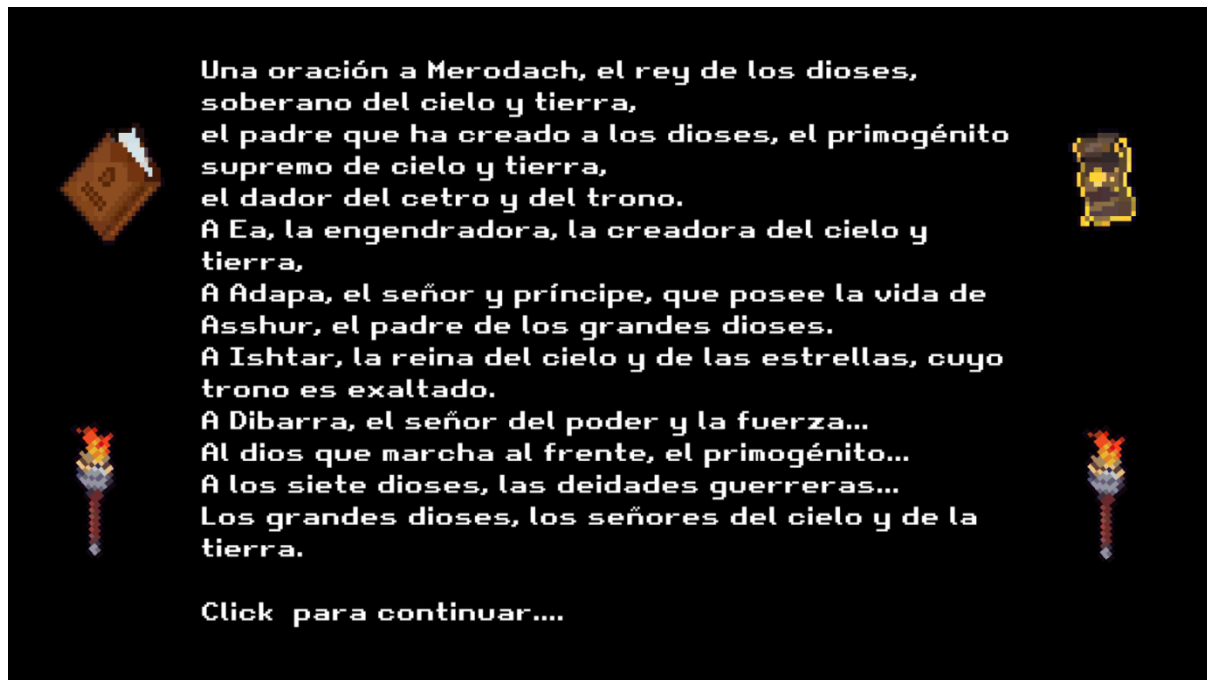 Una oración a Merodach, el rey de los dioses,
soberano del cielo y tierra,
el padre que ha creado a los dioses, el primogénito
supremo de cielo y tierra,
el dador del cetro y del trono.
A Ea, la engendradora, la creadora del cielo y
tierra,
A Adapa, el señor y príncipe, que posee la vida de
Asshur, el padre de los grandes dioses.
A Ishtar, la reina del cielo y de las estrellas, cuyo
trono es exaltado.
A Dibarra, el señor del poder y la fuerza...
Al dios que marcha al frente, el primogénito...
A los siete dioses, las deidades guerreras...
Los grandes dioses, los señores del cielo y de la
tierra.
Click para continuar....